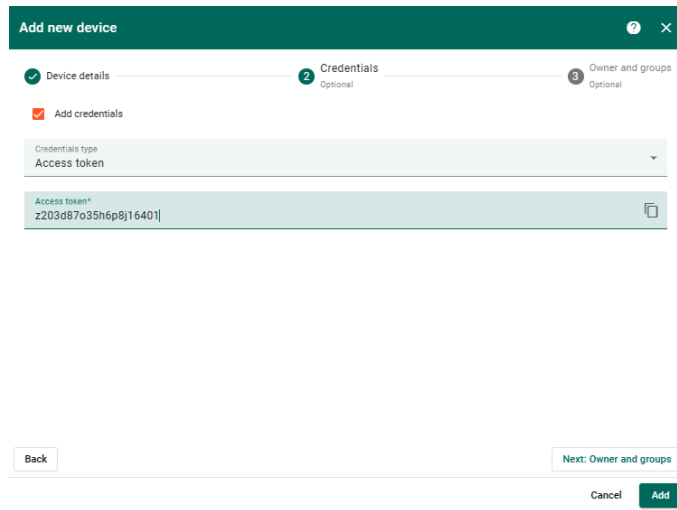 Add new device
Device details
2
Credentials
Optional
3
Owner and groups
Optional
Add credentials
Credentials type
Access token
Access token*
z203d87o35h6p8j16401
Back
Next: Owner and groups
Cancel
Add